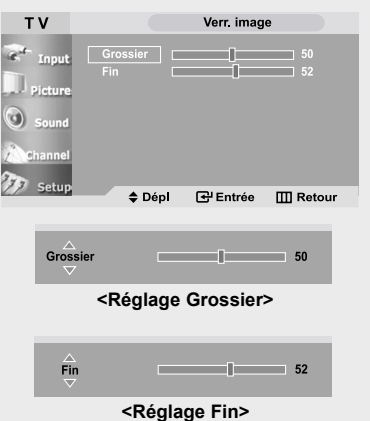 TV Verr. image
Input
Picture
Sound
Channel
Setup
Grossier 50
Fin 52
Dépl Entrée Retour
Grossier 50
<Réglage Grossier>
Fin 52
<Réglage Fin>